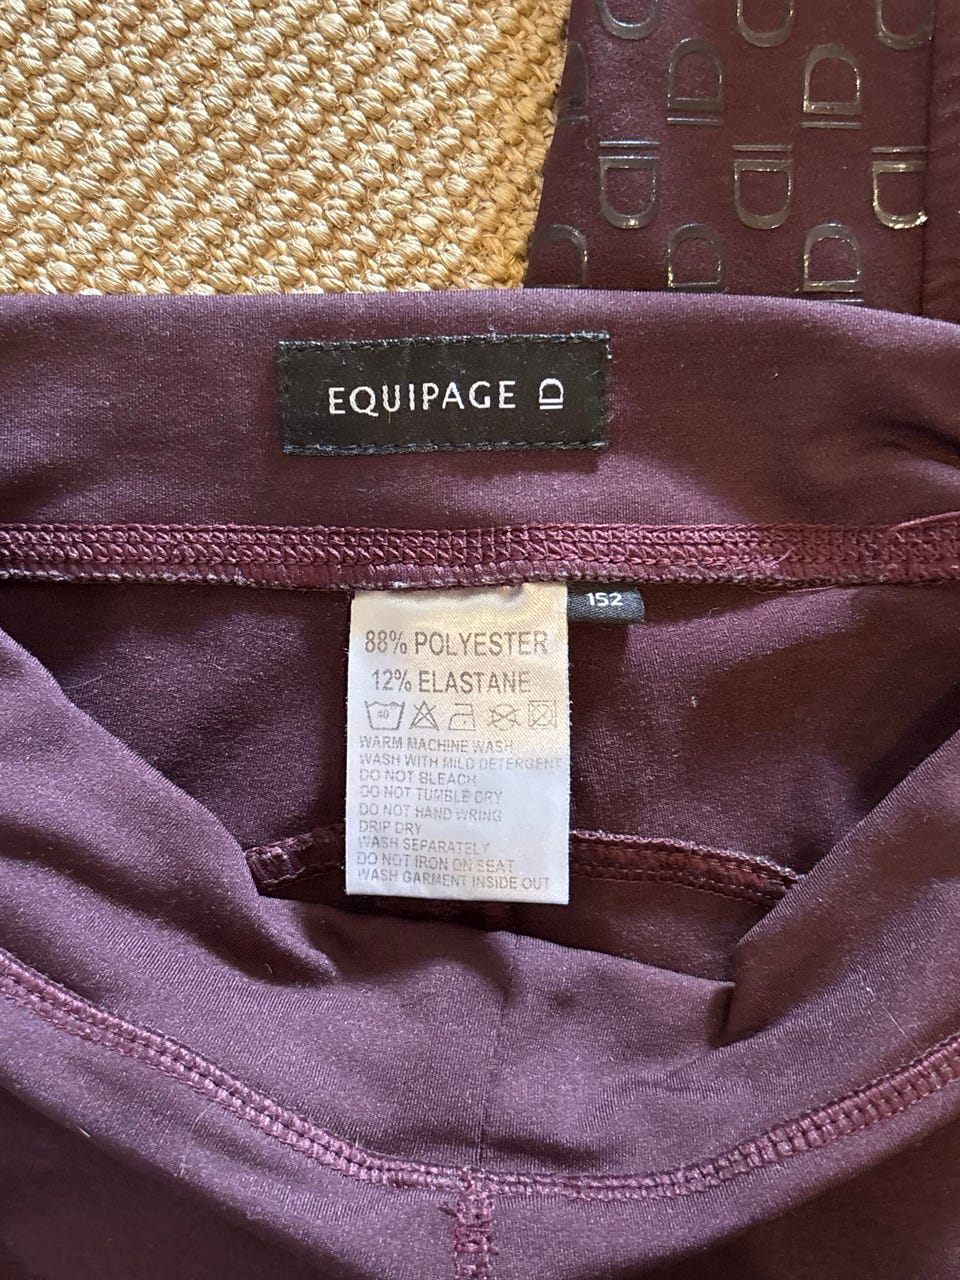 EQUIPAGE
152
88% POLYESTER
12% ELASTANE
40
WARM MACHINE WASH
WASH WITH MILD DETERGENT
DO NOT BLEACH
DO NOT TUMBLE DRY
DO NOT HAND WRING
DRIP DRY
WASH SEPARATELY
DO NOT IRON ON SEAT
WASH GARMENT INSIDE OUT